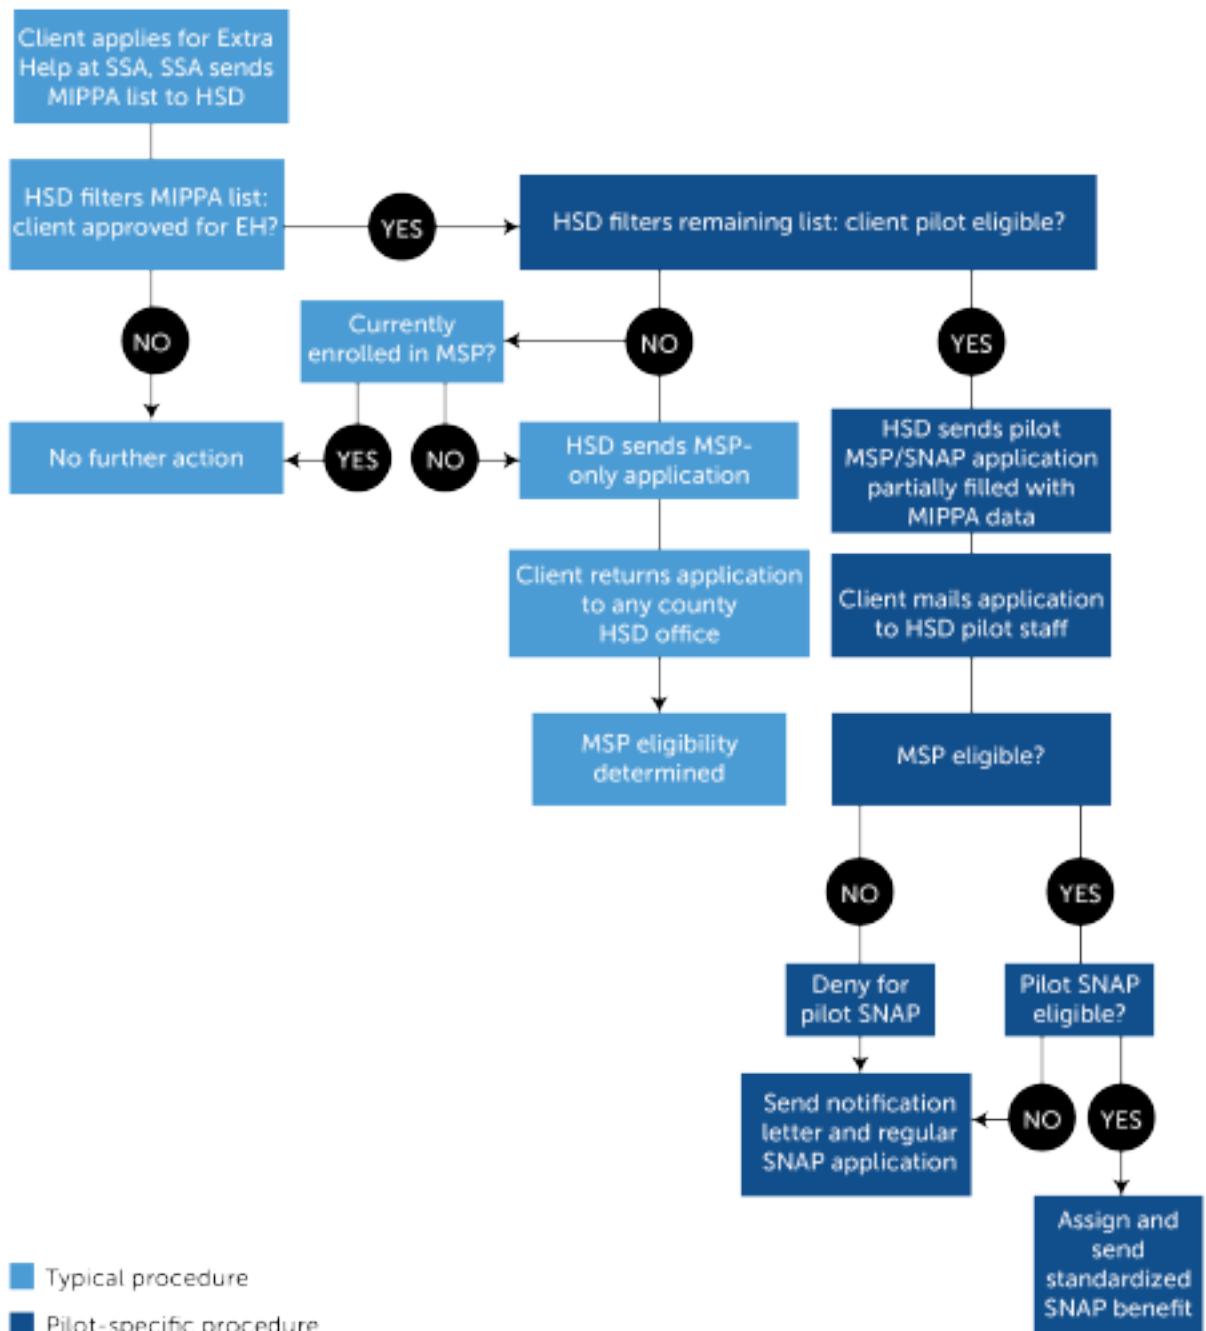 Client applies for Extra
Help at SSA, SSA sends
MIPPA list to HSD
HSD filters MIPPA list:
client approved for EH?
YES
HSD filters remaining list: client pilot eligible?
NO
Currently
enrolled in MSP?
NO
YES
No further action
YES
NO
HSD sends MSP-
only application
HSD sends pilot
MSP/SNAP application
partially filled with
MIPPA data
Client returns application
to any county
HSD office
Client mails application
to HSD pilot staff
MSP eligibility
determined
MSP eligible?
NO
YES
Deny for
pilot SNAP
Pilot SNAP
eligible?
Send notification
letter and regular
SNAP application
NO
YES
Assign and
send
standardized
SNAP benefit
Typical procedure
Pilot-specific procedure